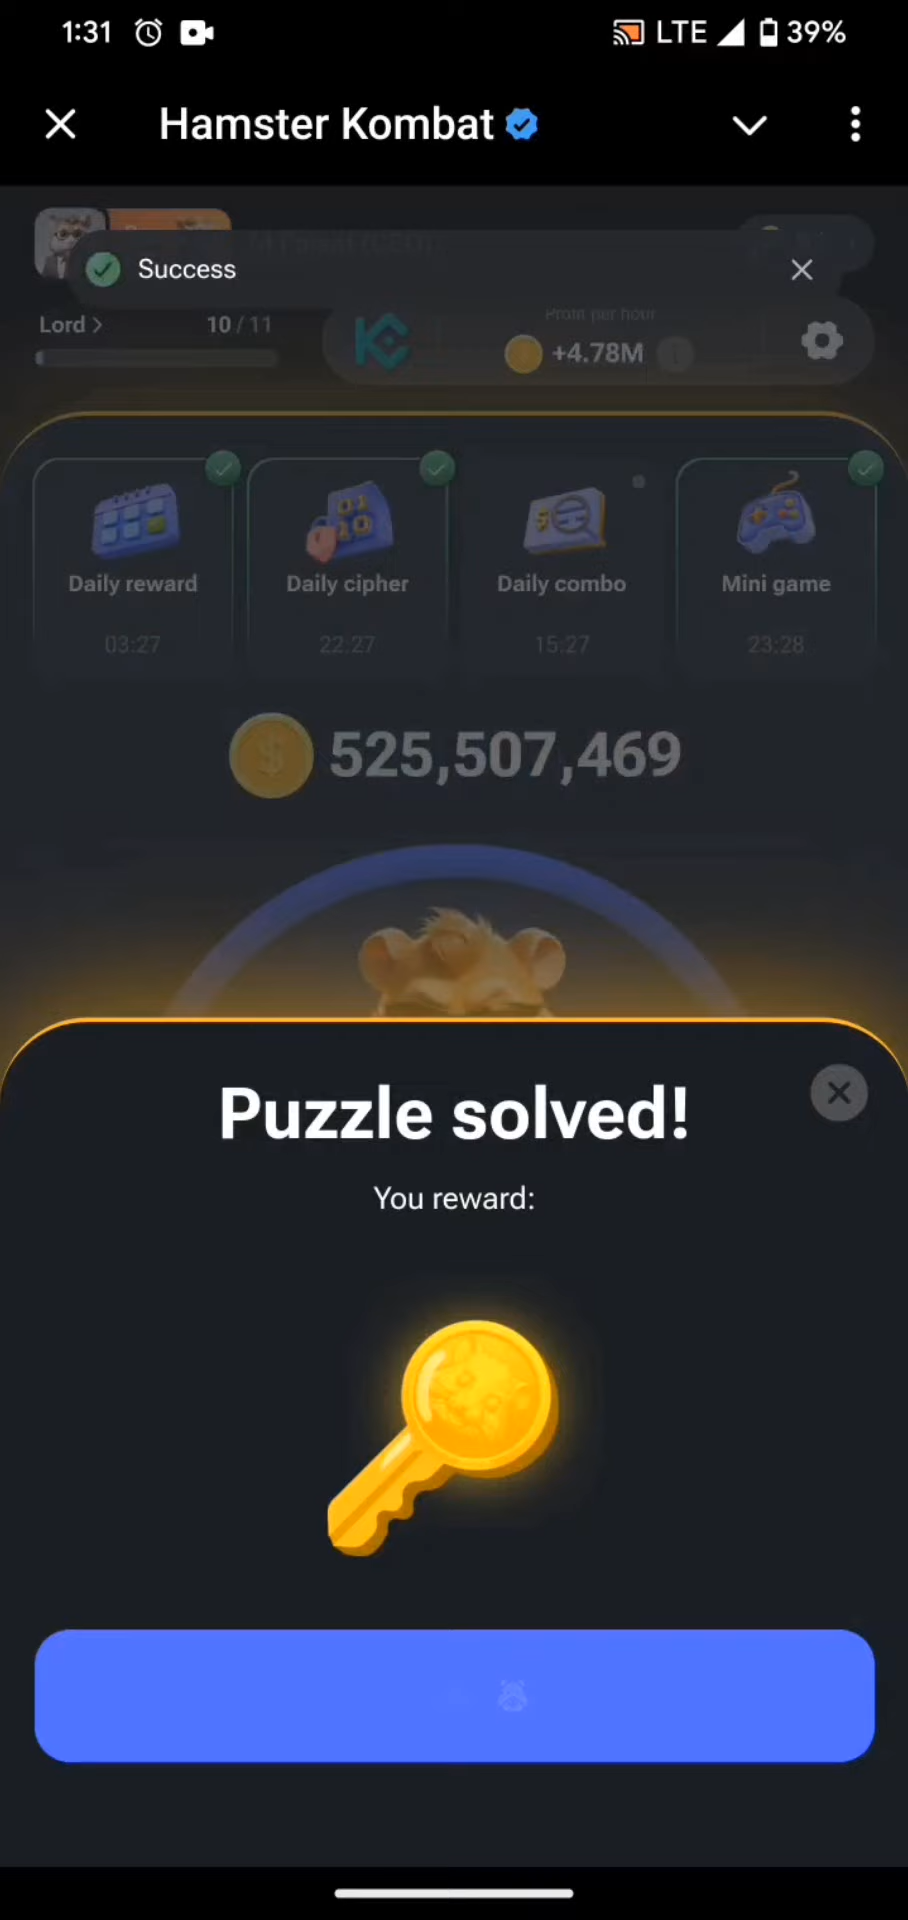 1:31 LTE 39%
Hamster Kombat
Success
Lord > 10 / 11
Profit per hour
+4.78M
Daily reward Daily cipher Daily combo Mini game
03:27 22:27 15:27 23:28
525,507,469
Puzzle solved!
You reward: